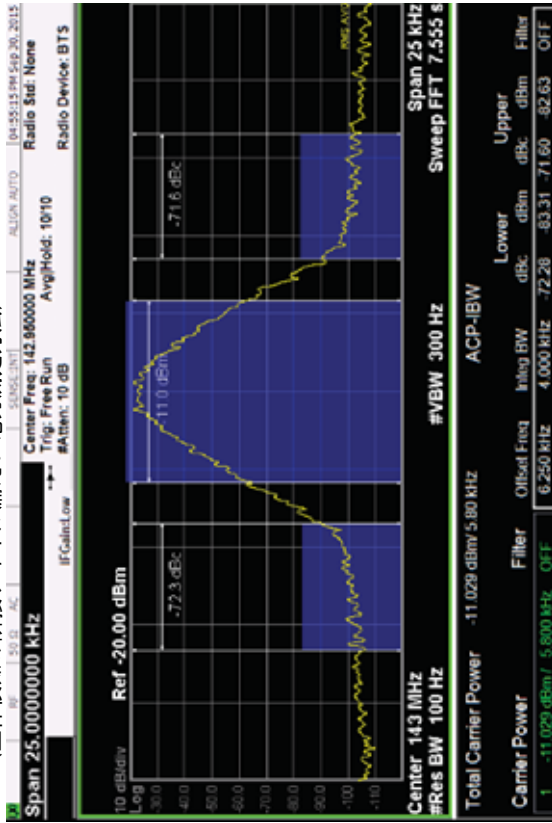 RF 50 Ω AC SENSE:INT ALIGN AUTO 04:55:15 PM Sep 30, 2015
Span 25.0000000 kHz
Center Freq: 142.960000 MHz
Radio Std: None
Trig: Free Run
Avg|Hold: 10/10
IFGain:Low
#Atten: 10 dB
Radio Device: BTS
10 dB/div
Ref -20.00 dBm
Log
-30.0
-40.0
-50.0
-60.0
-70.0
-80.0
-90.0
-100
-110
-72.3 dBc
-11.0 dBm
-71.6 dBc
RMS AVG
Center 143 MHz
Span 25 kHz
#Res BW 100 Hz
#VBW 300 Hz
Sweep FFT 7.555 s
Total Carrier Power -11.029 dBm/ 5.80 kHz
ACP-IBW
Lower
Upper
Carrier Power Filter Offset Freq Integ BW dBc dBm dBc dBm Filter
1 -11.029 dBm / 5.800 kHz OFF 6.250 kHz 4.000 kHz -72.28 -83.31 -71.60 -82.63 OFF